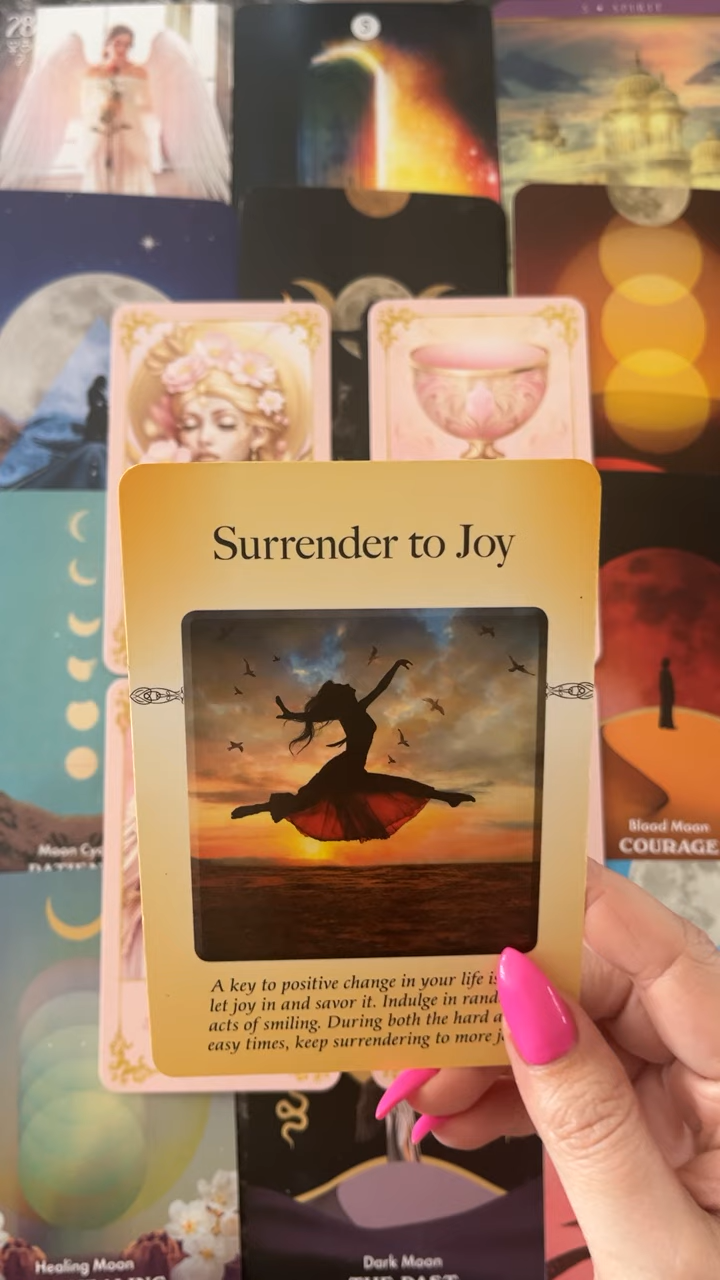 28
5
Surrender to Joy
A key to positive change in your life is
let joy in and savor it. Indulge in
acts of smiling. During both the hard
easy times, keep surrendering to more
Blood Moon
COURAGE
Moon
Healing Moon
Dark Moon
THE PAST